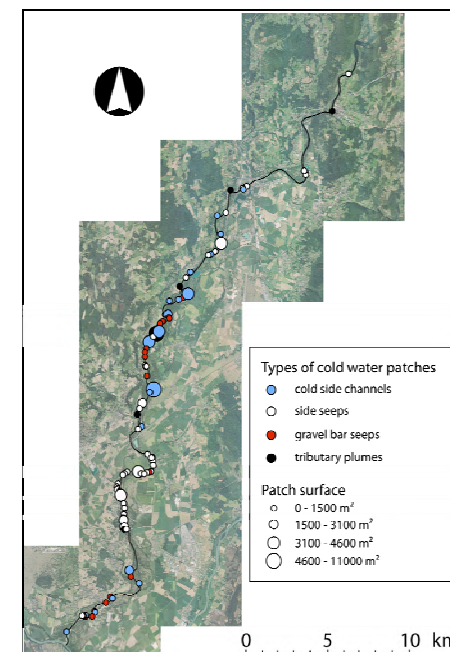 Types of cold water patches
cold side channels
side seeps
gravel bar seeps
tributary plumes
Patch surface
0 - 1500 m²
1500 - 3100 m²
3100 - 4600 m²
4600 - 11000 m²
0 5 10 km